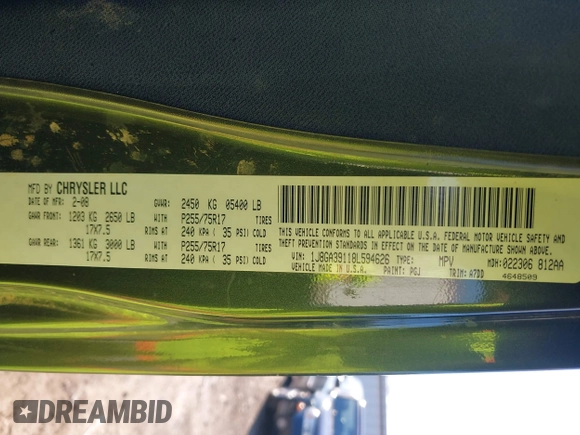 MFD BY CHRYSLER LLC
DATE OF MFR: 2-08 GVWR: 2450 KG 05400 LB
GAWR FRONT: 1203 KG 2650 LB WITH P255/75R17 TIRES
17X7.5 RIMS AT 240 KPA ( 35 PSI) COLD
GAWR REAR: 1361 KG 3000 LB WITH P255/75R17 TIRES
17X7.5 RIMS AT 240 KPA ( 35 PSI) COLD
THIS VEHICLE CONFORMS TO ALL APPLICABLE U.S.A. FEDERAL MOTOR VEHICLE SAFETY AND
THEFT PREVENTION STANDARDS IN EFFECT ON THE DATE OF MANUFACTURE SHOWN ABOVE.
VIN: 1J8GA39118L594626 TYPE: MPV MDH: 022306 812AA
VEHICLE MADE IN U.S.A. PAINT: PGJ TRIM: A7DD 4648509
DREAMBID